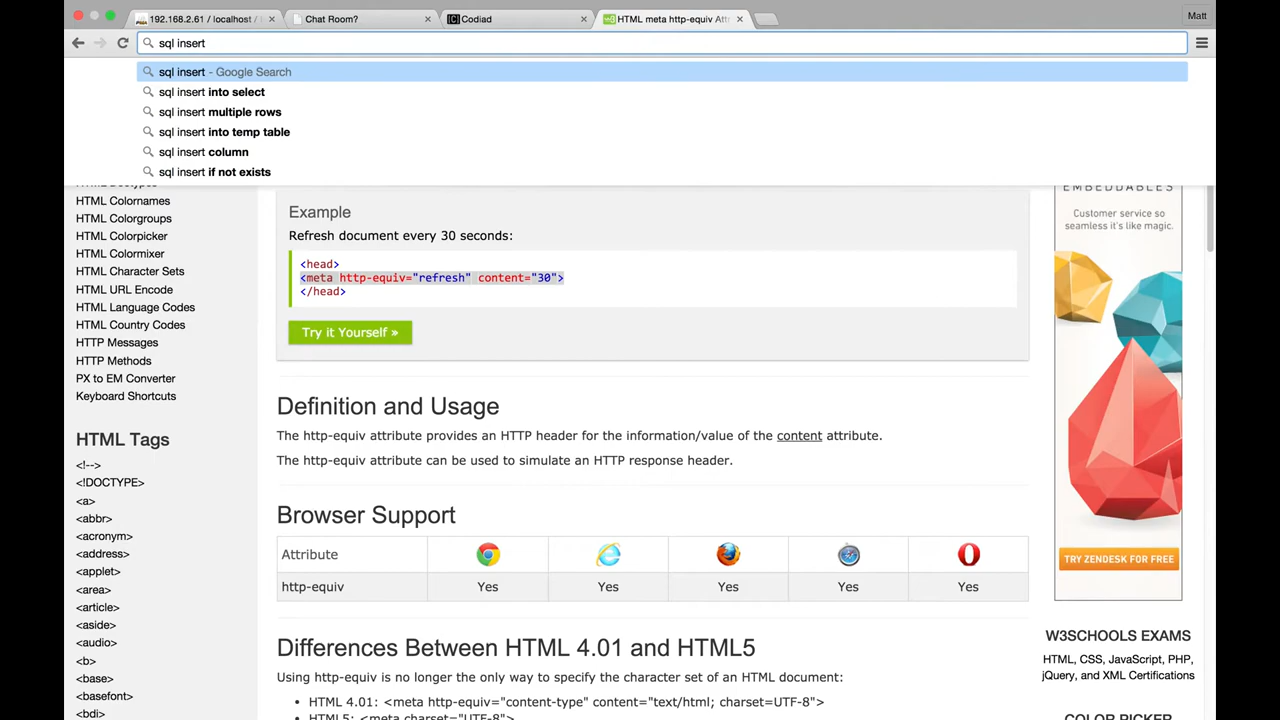 192.168.2.61 / localhost /
Chat Room?
Codiad
HTML meta http-equiv Att
Matt
sql insert
sql insert - Google Search
sql insert into select
sql insert multiple rows
sql insert into temp table
sql insert column
sql insert if not exists
HTML Doctypes
HTML Colornames
HTML Colorgroups
HTML Colorpicker
HTML Colormixer
HTML Character Sets
HTML URL Encode
HTML Language Codes
HTML Country Codes
HTTP Messages
HTTP Methods
PX to EM Converter
Keyboard Shortcuts
HTML Tags
<!-->
<!DOCTYPE>
<a>
<abbr>
<acronym>
<address>
<applet>
<area>
<article>
<aside>
<audio>
<b>
<base>
<basefont>
<bdi>
Example
Refresh document every 30 seconds:
<head>
<meta http-equiv="refresh" content="30">
</head>
Try it Yourself »
Definition and Usage
The http-equiv attribute provides an HTTP header for the information/value of the content attribute.
The http-equiv attribute can be used to simulate an HTTP response header.
Browser Support
Attribute
http-equiv Yes Yes Yes Yes Yes
Differences Between HTML 4.01 and HTML5
Using http-equiv is no longer the only way to specify the character set of an HTML document:
• HTML 4.01: <meta http-equiv="content-type" content="text/html; charset=UTF-8">
• HTML5: <meta charset="UTF-8">
EMBEDDABLES
Customer service so
seamless it's like magic.
TRY ZENDESK FOR FREE
W3SCHOOLS EXAMS
HTML, CSS, JavaScript, PHP,
jQuery, and XML Certifications
COLOR PICKER